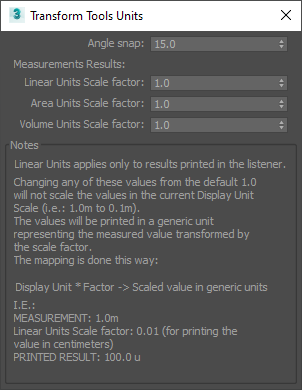 3 Transform Tools Units
Angle snap: 15.0
Measurements Results:
Linear Units Scale factor: 1.0
Area Units Scale factor: 1.0
Volume Units Scale factor: 1.0
Notes
Linear Units applies only to results printed in the listener.
Changing any of these values from the default 1.0
will not scale the values in the current Display Unit
Scale (i.e.: 1.0m to 0.1m).
The values will be printed in a generic unit
representing the measured value transformed by
the scale factor.
The mapping is done this way:
Display Unit * Factor -> Scaled value in generic units
I.E.:
MEASUREMENT: 1.0m
Linear Units Scale factor: 0.01 (for printing the
value in centimeters)
PRINTED RESULT: 100.0 u